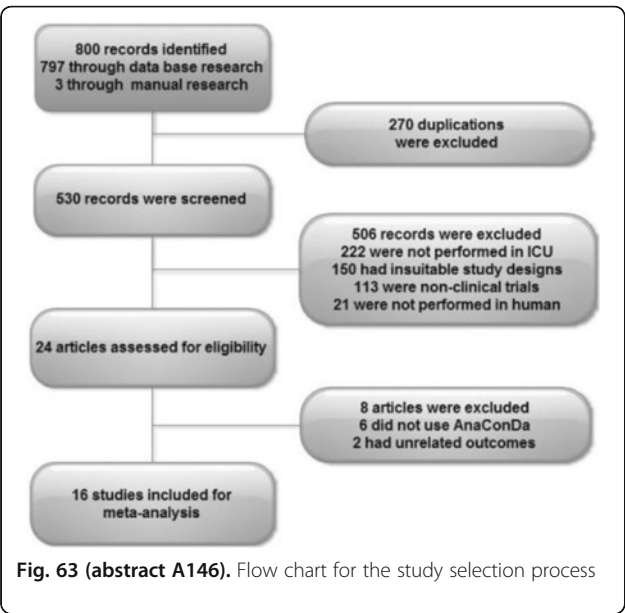 800 records identified
797 through data base research
3 through manual research
270 duplications
were excluded
530 records were screened
506 records were excluded
222 were not performed in ICU
150 had insuitable study designs
113 were non-clinical trials
21 were not performed in human
24 articles assessed for eligibility
8 articles were excluded
6 did not use AnaConDa
2 had unrelated outcomes
16 studies included for
meta-analysis
Fig. 63 (abstract A146). Flow chart for the study selection process